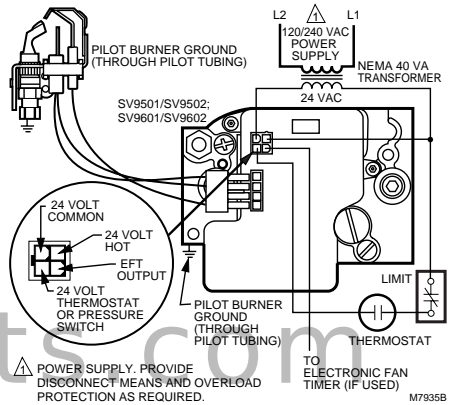 L2 1 L1
120/240 VAC
POWER
SUPPLY
PILOT BURNER GROUND
(THROUGH PILOT TUBING)
NEMA 40 VA
TRANSFORMER
24 VAC
SV9501/SV9502;
SV9601/SV9602
24 VOLT
COMMON
24 VOLT
HOT
EFT
OUTPUT
24 VOLT
THERMOSTAT
OR PRESSURE
SWITCH
PILOT BURNER
GROUND
(THROUGH
PILOT TUBING)
LIMIT
THERMOSTAT
TO
ELECTRONIC FAN
TIMER (IF USED)
1 POWER SUPPLY. PROVIDE
DISCONNECT MEANS AND OVERLOAD
PROTECTION AS REQUIRED.
M7935B
ts.com